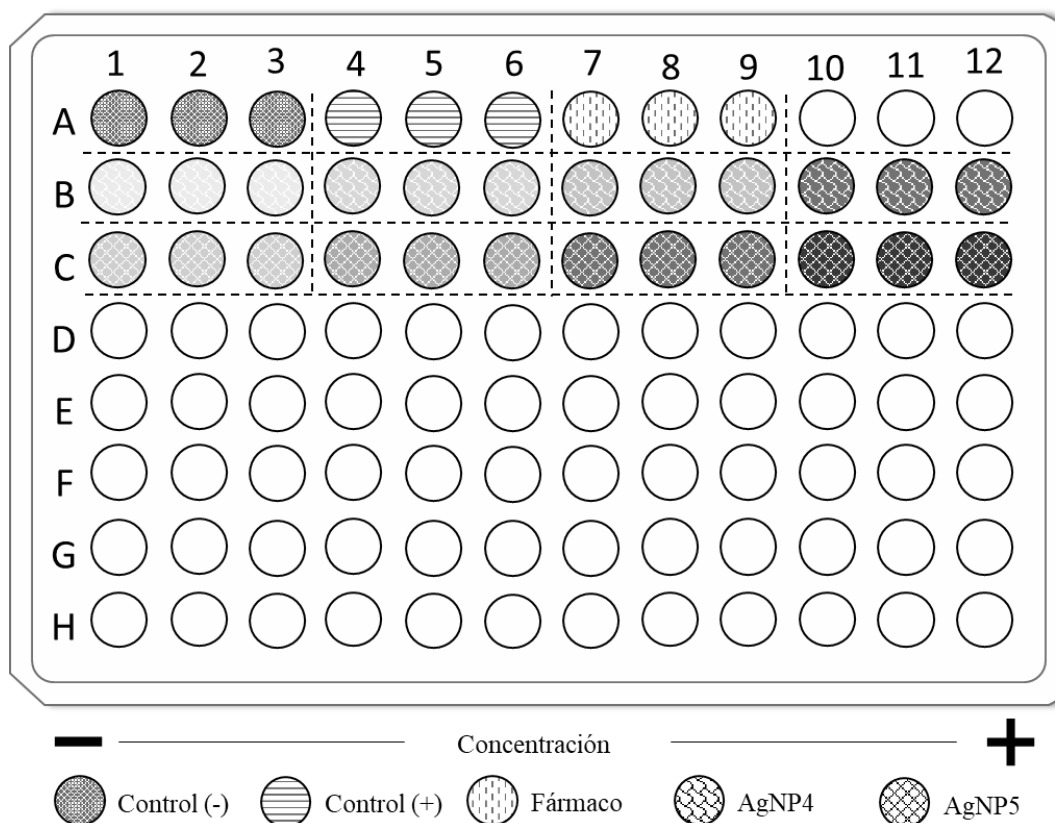 1 2 3 4 5 6 7 8 9 10 11 12
A
B
C
D
E
F
G
H
Concentración
Control (-) Control (+) Fármaco AgNP4 AgNP5